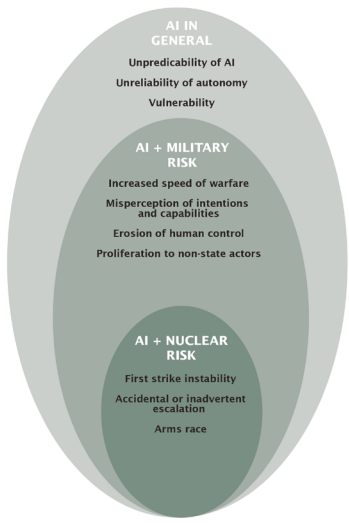 AI IN
GENERAL
Unpredicability of AI
Unreliability of autonomy
Vulnerability
AI + MILITARY
RISK
Increased speed of warfare
Misperception of intentions
and capabilities
Erosion of human control
Proliferation to non-state actors
AI + NUCLEAR
RISK
First strike instability
Accidental or inadvertent
escalation
Arms race